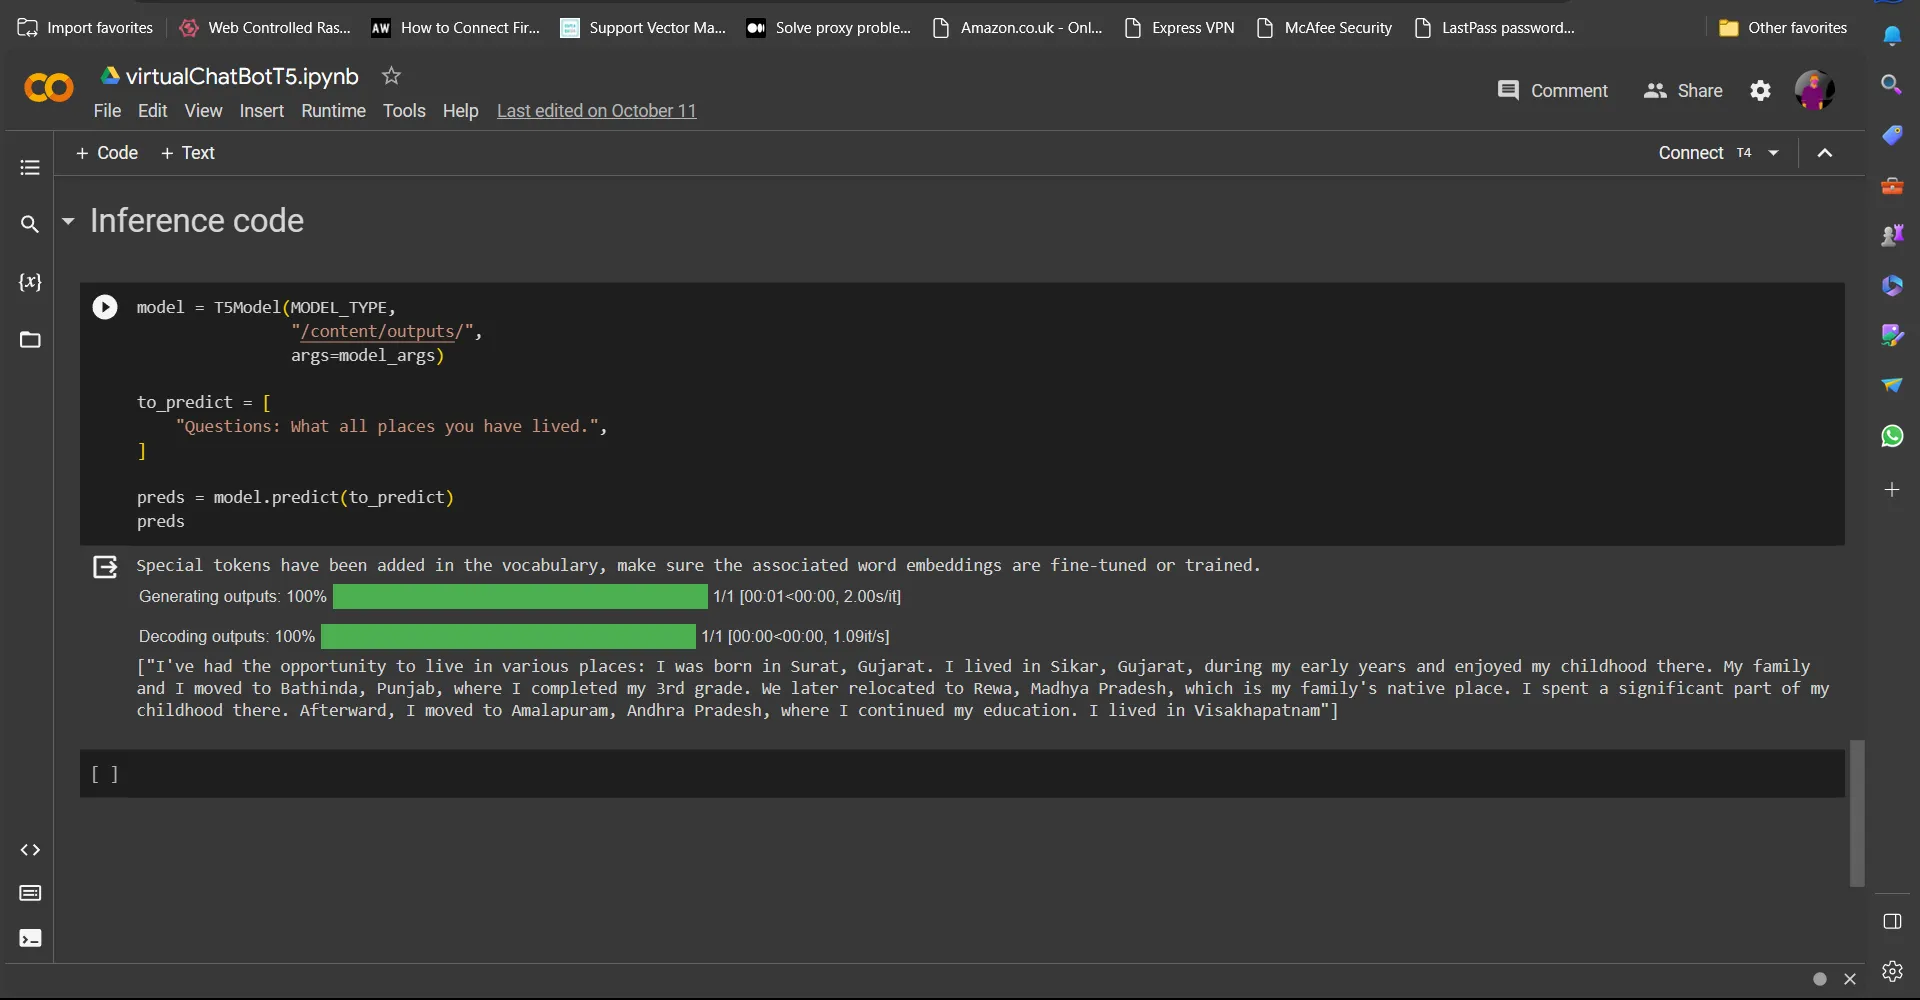 Import favorites
Web Controlled Ras...
AW How to Connect Fir...
Support Vector Ma...
Solve proxy proble...
Amazon.co.uk - Onl...
Express VPN
McAfee Security
LastPass password...
Other favorites
virtualChatBotT5.ipynb
File Edit View Insert Runtime Tools Help Last edited on October 11
Comment
Share
+ Code + Text
Connect T4
Inference code
{x}
model = T5Model(MODEL_TYPE,
"/content/outputs/",
args=model_args)
to_predict = [
"Questions: What all places you have lived.",
]
preds = model.predict(to_predict)
preds
Special tokens have been added in the vocabulary, make sure the associated word embeddings are fine-tuned or trained.
Generating outputs: 100% 1/1 [00:01<00:00, 2.00s/it]
Decoding outputs: 100% 1/1 [00:00<00:00, 1.09it/s]
["I've had the opportunity to live in various places: I was born in Surat, Gujarat. I lived in Sikar, Gujarat, during my early years and enjoyed my childhood there. My family
and I moved to Bathinda, Punjab, where I completed my 3rd grade. We later relocated to Rewa, Madhya Pradesh, which is my family's native place. I spent a significant part of my
childhood there. Afterward, I moved to Amalapuram, Andhra Pradesh, where I continued my education. I lived in Visakhapatnam"]
[ ]